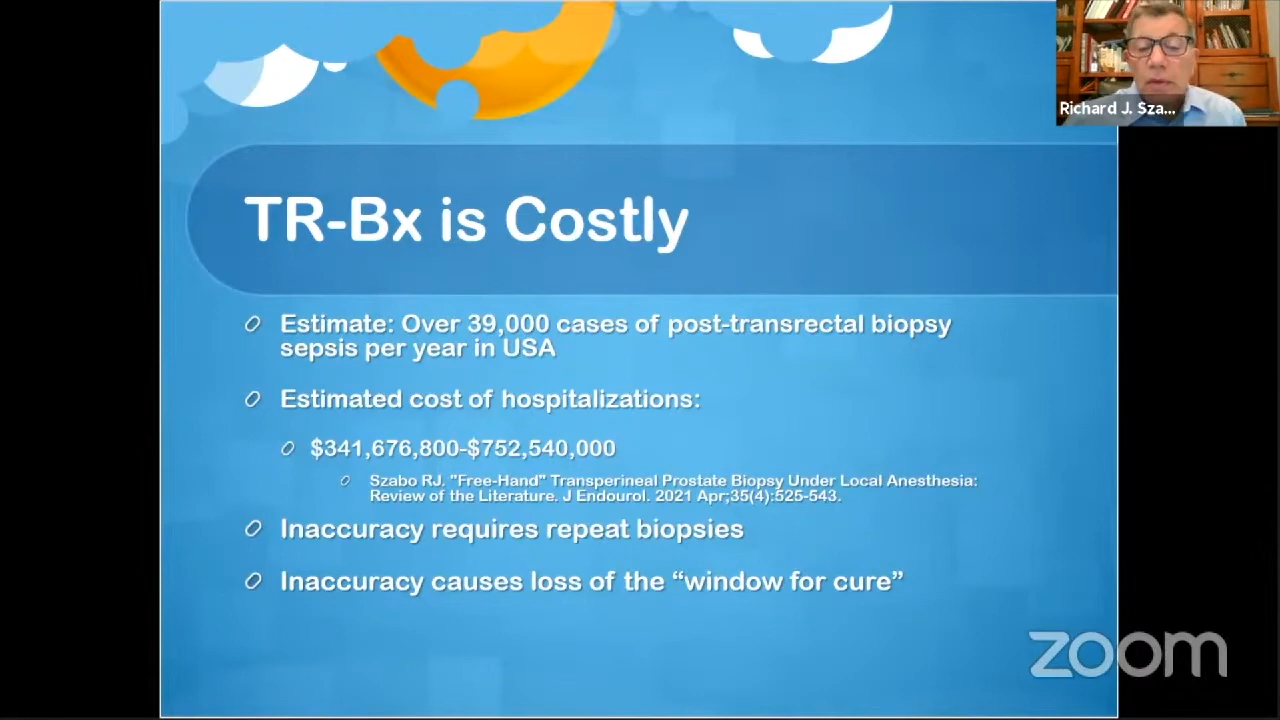 Richard J. Sza...
TR-Bx is Costly
Estimate: Over 39,000 cases of post-transrectal biopsy
sepsis per year in USA
Estimated cost of hospitalizations:
$341,676,800-$752,540,000
Szabo RJ. "Free-Hand" Transperineal Prostate Biopsy Under Local Anesthesia:
Review of the Literature. J Endourol. 2021 Apr;35(4):525-543.
Inaccuracy requires repeat biopsies
Inaccuracy causes loss of the “window for cure”
zoom